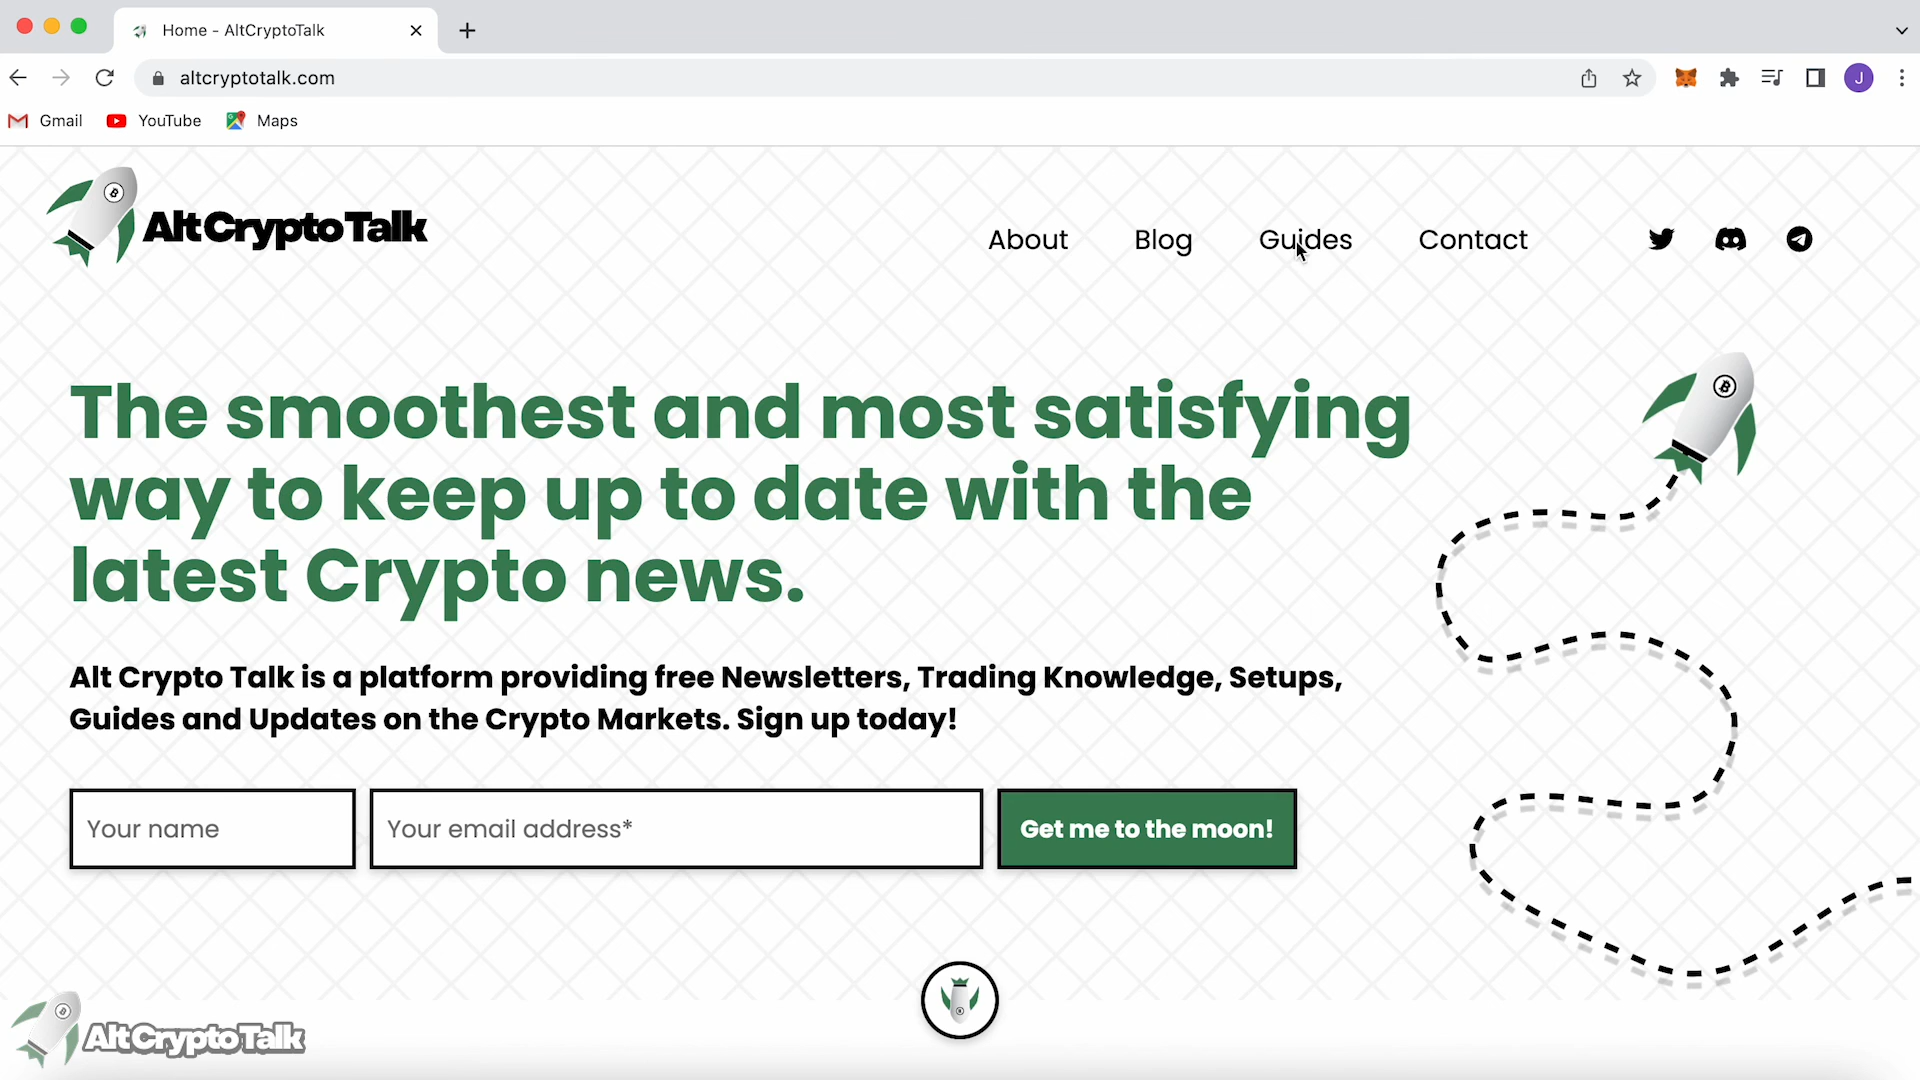 Home - AltCryptoTalk
altcryptotalk.com
J
Gmail
YouTube
Maps
AltCryptoTalk
About
Blog
Guides
Contact
The smoothest and most satisfying
way to keep up to date with the
latest Crypto news.
Alt Crypto Talk is a platform providing free Newsletters, Trading Knowledge, Setups,
Guides and Updates on the Crypto Markets. Sign up today!
Your name
Your email address*
Get me to the moon!
AltCryptoTalk